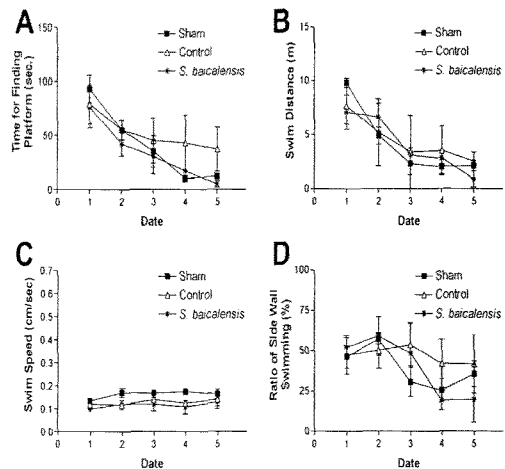 A
Time for Finding
Platform (sec.)
150
100
50
0
0 1 2 3 4 5
Date
Sham
Control
S. baicalensis
B
Swim Distance (m)
15
10
5
0
0 1 2 3 4 5
Date
Sham
Control
S. baicalensis
C
Swim Speed (cm/sec)
0.7
0.6
0.5
0.4
0.3
0.2
0.1
0.0
0 1 2 3 4 5
Date
Sham
Control
S. baicalensis
D
Ratio of Side Wall
Swimming (%)
100
75
50
25
0
0 1 2 3 4 5
Date
Sham
Control
S. baicalensis